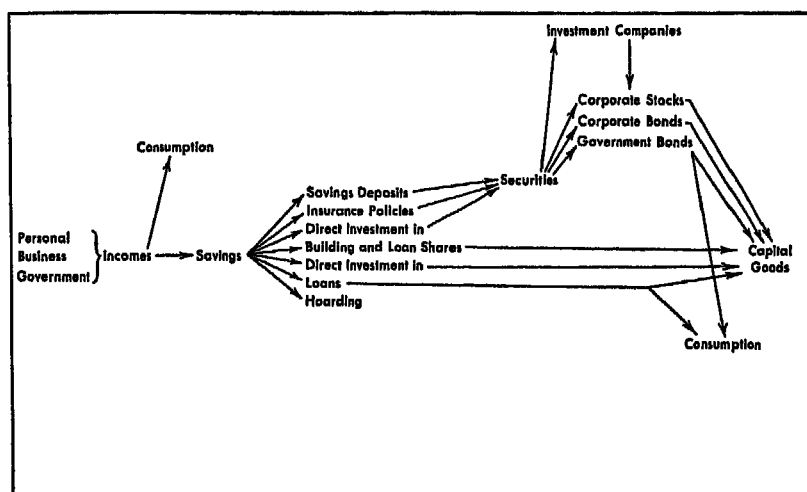 Investment Companies
Corporate Stocks
Corporate Bonds
Government Bonds
Consumption
Securities
Savings Deposits
Insurance Policies
Direct Investment in
Building and Loan Shares
Direct Investment in
Loans
Hoarding
Personal
Business
Government
Incomes
Savings
Capital
Goods
Consumption